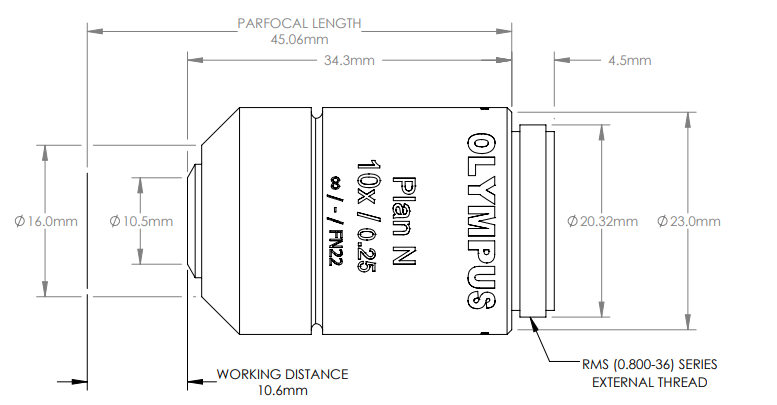 PARFOCAL LENGTH
45.06mm
34.3mm
4.5mm
Ø16.0mm
Ø10.5mm
OLYMPUS
Plan N
10x / 0.25
∞ / - / FN22
Ø20.32mm
Ø23.0mm
WORKING DISTANCE
10.6mm
RMS (0.800-36) SERIES
EXTERNAL THREAD